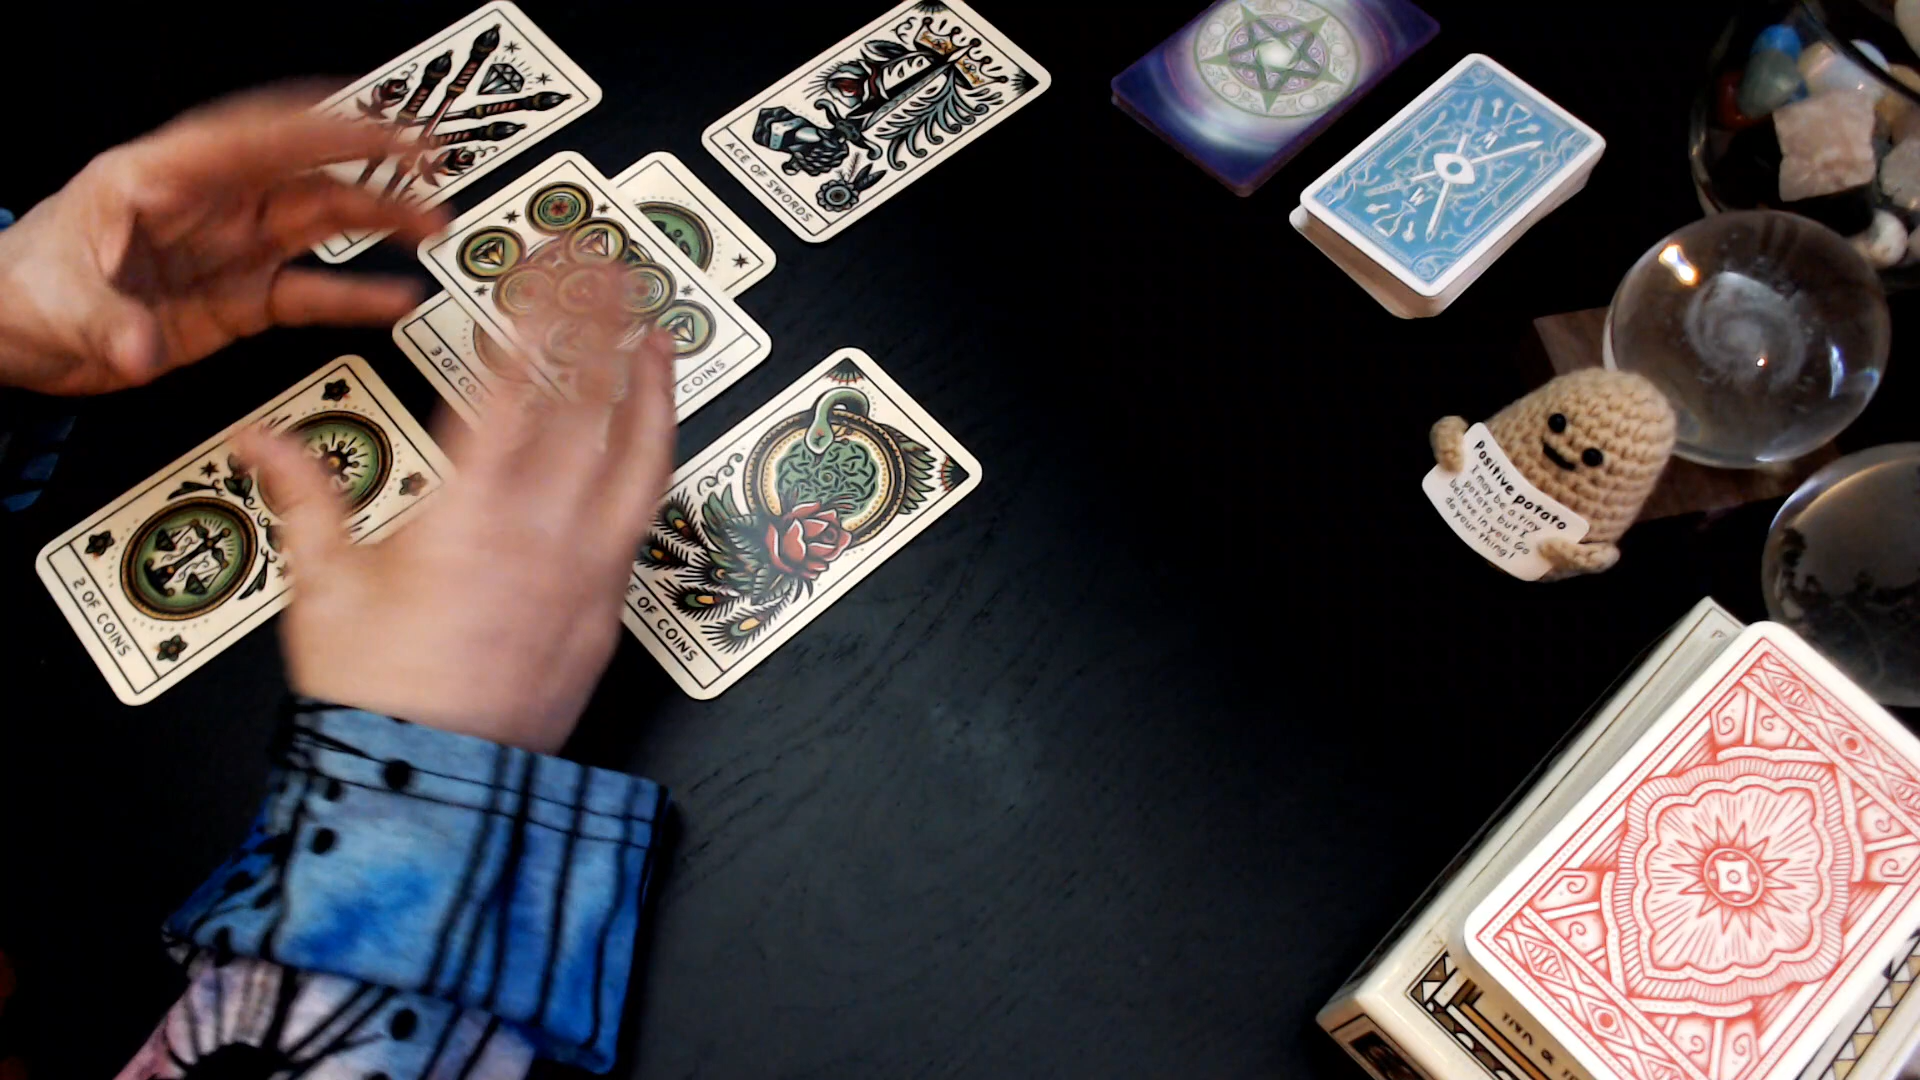 ACE OF SWORDS
3 OF CO
COINS
2 OF COINS
E OF COINS
Positive potato
I may be a tiny
potato but I
believe in you. Go
do your thing!